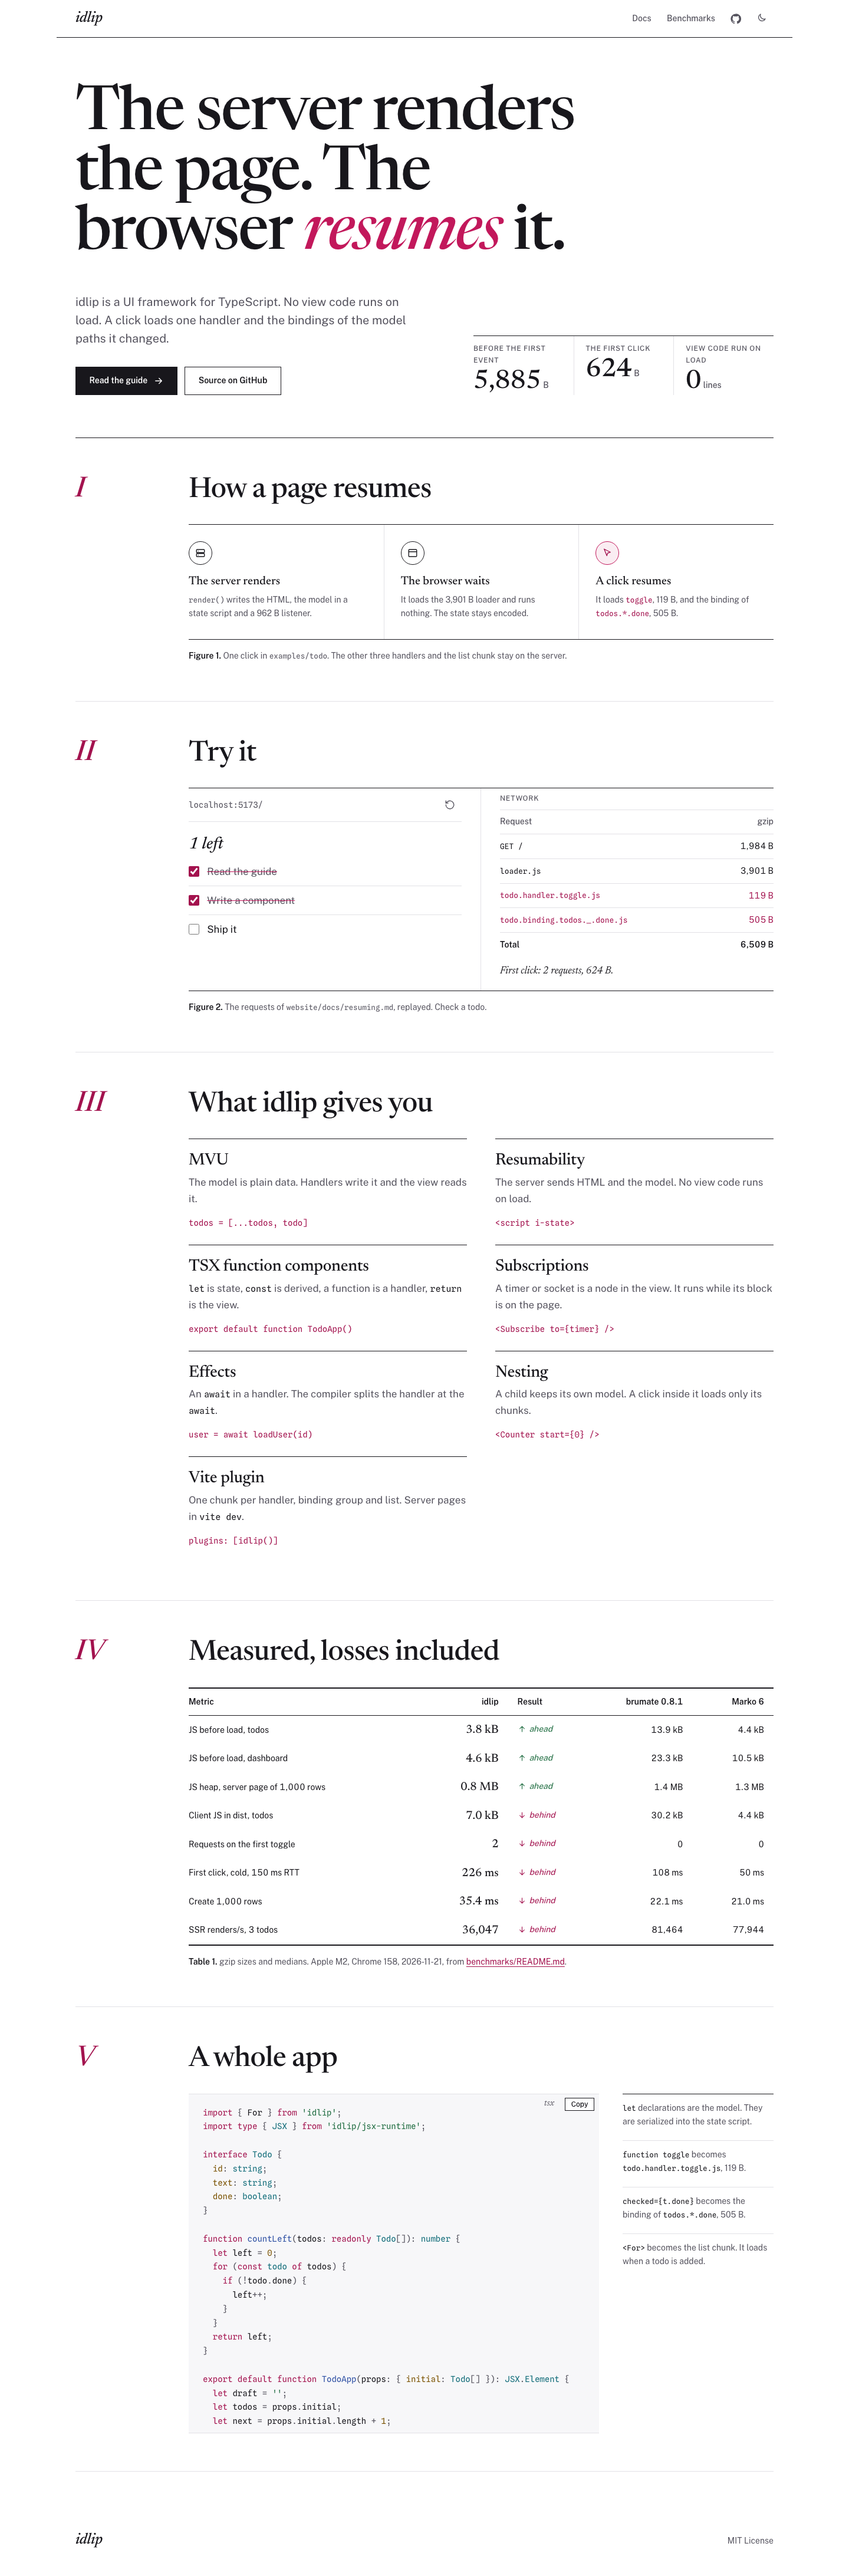 idlip
Docs Benchmarks
The server renders
the page. The
browser resumes it.
idlip is a UI framework for TypeScript. No view code runs on
load. A click loads one handler and the bindings of the model
paths it changed.
Read the guide →
Source on GitHub
BEFORE THE FIRST
EVENT
5,885 B
THE FIRST CLICK
624 B
VIEW CODE RUN ON
LOAD
0 lines
I
How a page resumes
The server renders
render() writes the HTML, the model in a
state script and a 962 B listener.
The browser waits
It loads the 3,901 B loader and runs
nothing. The state stays encoded.
A click resumes
It loads toggle, 119 B, and the binding of
todos.*.done, 505 B.
Figure 1. One click in examples/todo. The other three handlers and the list chunk stay on the server.
II
Try it
localhost:5173/
1 left
Read the guide
Write a component
Ship it
NETWORK
Request gzip
GET / 1,984 B
loader.js 3,901 B
todo.handler.toggle.js 119 B
todo.binding.todos._.done.js 505 B
Total 6,509 B
First click: 2 requests, 624 B.
Figure 2. The requests of website/docs/resuming.md, replayed. Check a todo.
III
What idlip gives you
MVU
The model is plain data. Handlers write it and the view reads
it.
todos = [...todos, todo]
Resumability
The server sends HTML and the model. No view code runs
on load.
<script i-state>
TSX function components
let is state, const is derived, a function is a handler, return
is the view.
export default function TodoApp()
Subscriptions
A timer or socket is a node in the view. It runs while its block
is on the page.
<Subscribe to={timer} />
Effects
An await in a handler. The compiler splits the handler at the
await.
user = await loadUser(id)
Nesting
A child keeps its own model. A click inside it loads only its
chunks.
<Counter start={0} />
Vite plugin
One chunk per handler, binding group and list. Server pages
in vite dev.
plugins: [idlip()]
IV
Measured, losses included
Metric idlip Result brumate 0.8.1 Marko 6
JS before load, todos 3.8 kB ↑ ahead 13.9 kB 4.4 kB
JS before load, dashboard 4.6 kB ↑ ahead 23.3 kB 10.5 kB
JS heap, server page of 1,000 rows 0.8 MB ↑ ahead 1.4 MB 1.3 MB
Client JS in dist, todos 7.0 kB ↓ behind 30.2 kB 4.4 kB
Requests on the first toggle 2 ↓ behind 0 0
First click, cold, 150 ms RTT 226 ms ↓ behind 108 ms 50 ms
Create 1,000 rows 35.4 ms ↓ behind 22.1 ms 21.0 ms
SSR renders/s, 3 todos 36,047 ↓ behind 81,464 77,944
Table 1. gzip sizes and medians. Apple M2, Chrome 158, 2026-11-21, from benchmarks/README.md.
V
A whole app
tsx Copy
import { For } from 'idlip';
import type { JSX } from 'idlip/jsx-runtime';
interface Todo {
id: string;
text: string;
done: boolean;
}
function countLeft(todos: readonly Todo[]): number {
let left = 0;
for (const todo of todos) {
if (!todo.done) {
left++;
}
}
return left;
}
export default function TodoApp(props: { initial: Todo[] }): JSX.Element {
let draft = '';
let todos = props.initial;
let next = props.initial.length + 1;
let declarations are the model. They
are serialized into the state script.
function toggle becomes
todo.handler.toggle.js, 119 B.
checked={t.done} becomes the
binding of todos.*.done, 505 B.
<For> becomes the list chunk. It loads
when a todo is added.
idlip
MIT License